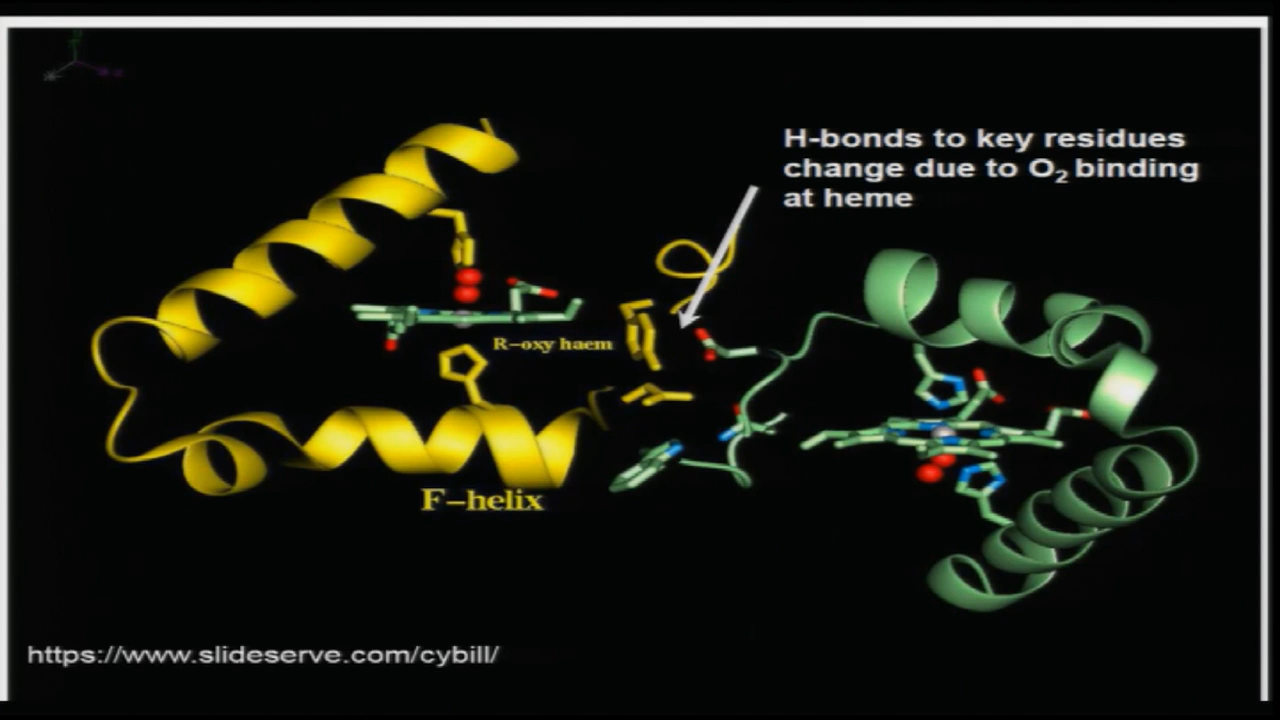 H-bonds to key residues
change due to O₂ binding
at heme
R-oxy haem
F-helix
https://www.slideserve.com/cybill/